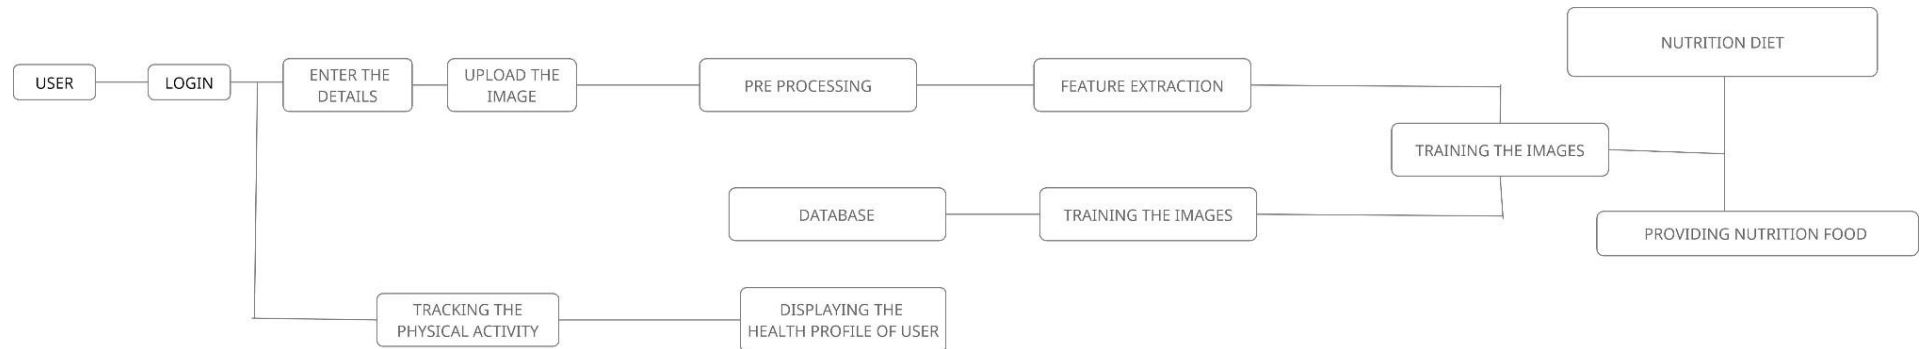 NUTRITION DIET
USER
LOGIN
ENTER THE
DETAILS
UPLOAD THE
IMAGE
PRE PROCESSING
FEATURE EXTRACTION
TRAINING THE IMAGES
DATABASE
TRAINING THE IMAGES
PROVIDING NUTRITION FOOD
TRACKING THE
PHYSICAL ACTIVITY
DISPLAYING THE
HEALTH PROFILE OF USER